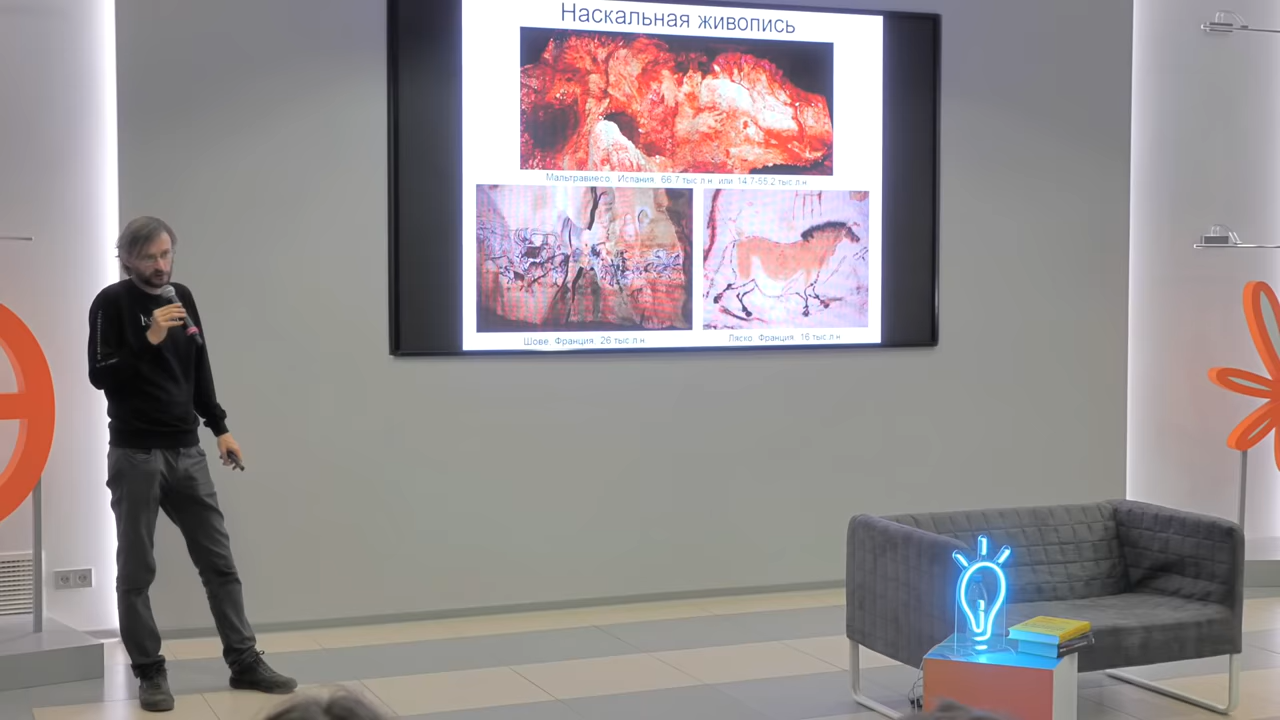 Наскальная живопись
Мальтравиесо, Испания, 66.7 тыс.л.н. или 14.7-55.2 тыс.л.н.
Шове, Франция, 26 тыс.л.н.
Ляско, Франция, 16 тыс.л.н.